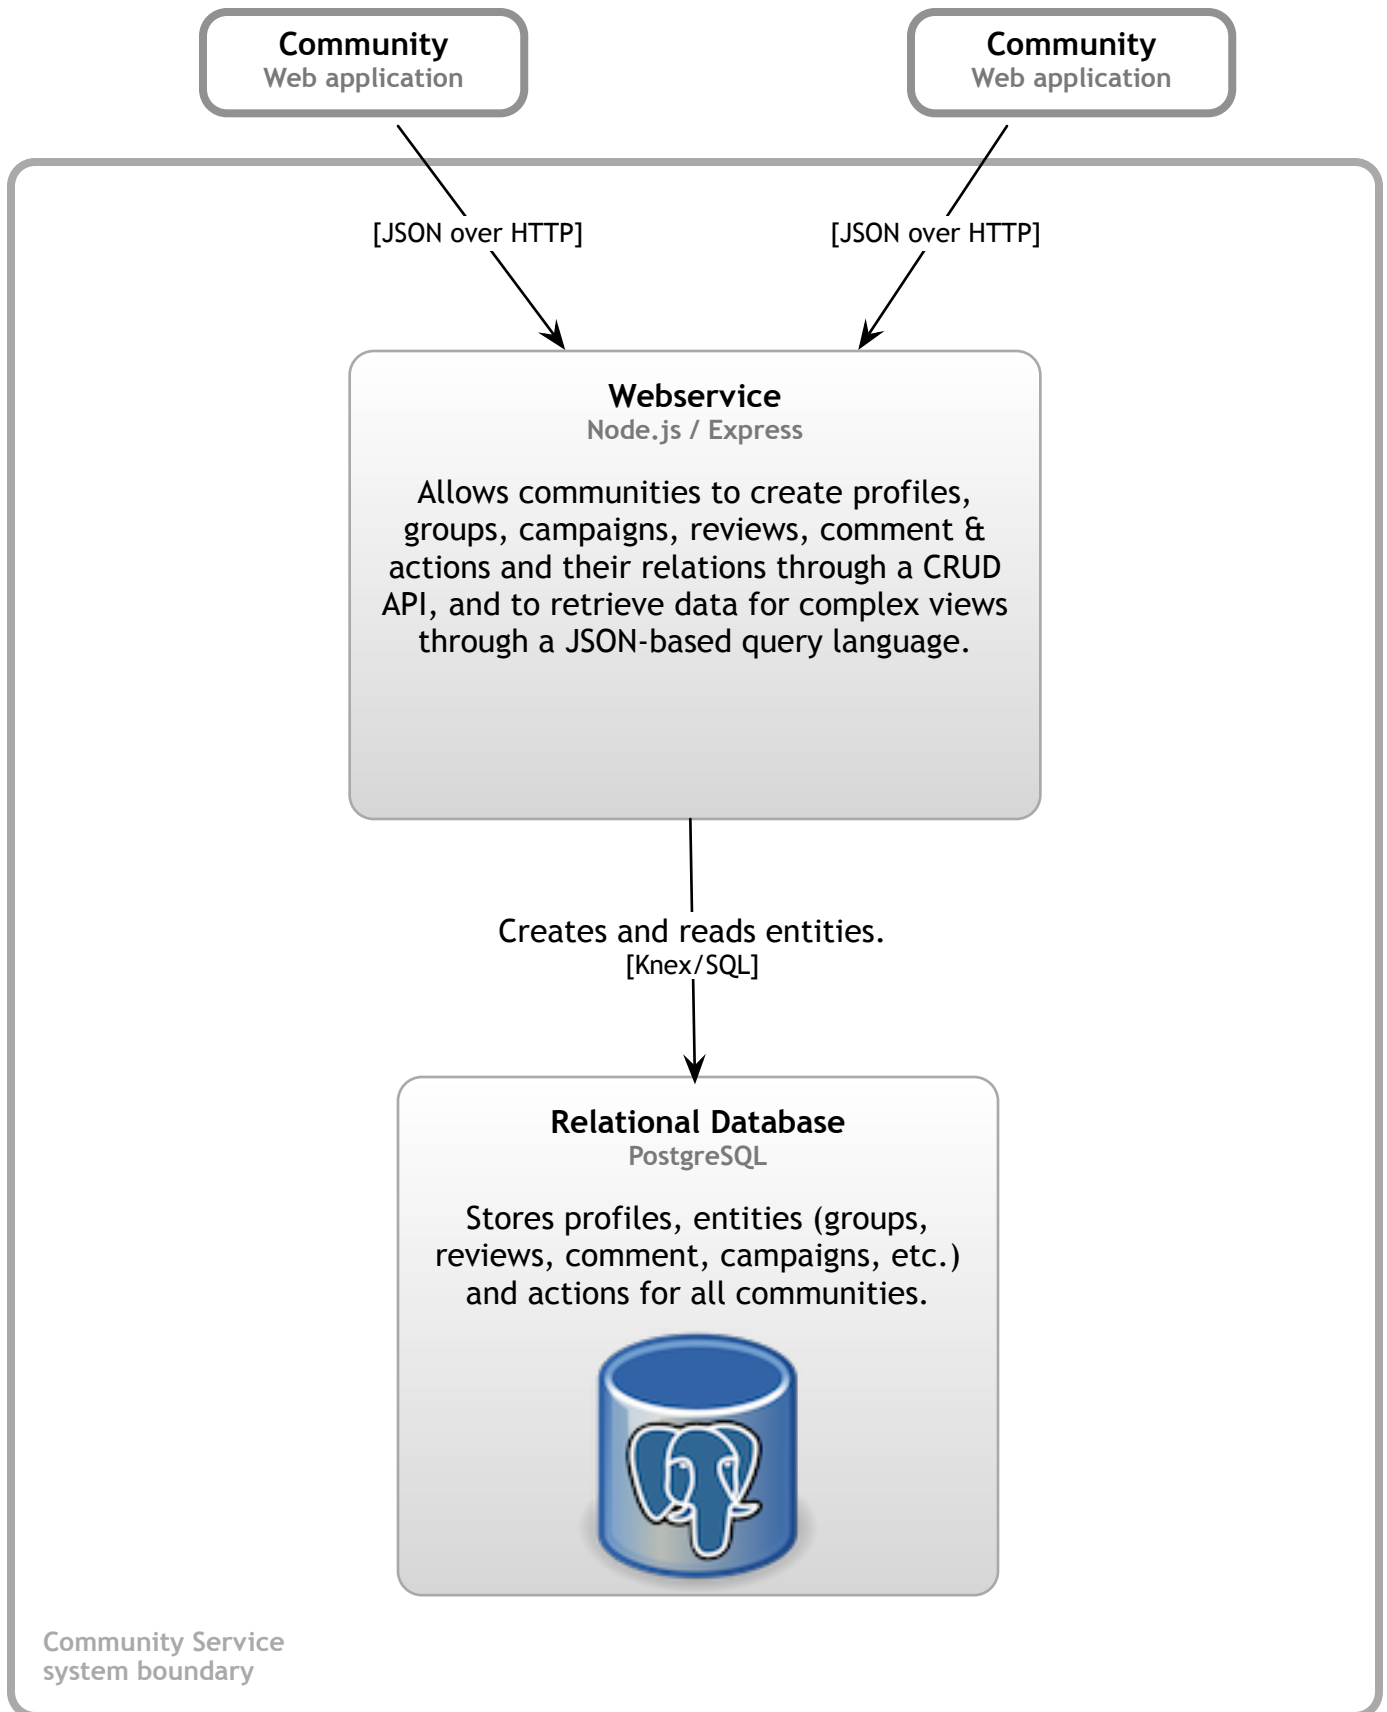 Community
Web application
Community
Web application
[JSON over HTTP]
[JSON over HTTP]
Webservice
Node.js / Express
Allows communities to create profiles,
groups, campaigns, reviews, comment &
actions and their relations through a CRUD
API, and to retrieve data for complex views
through a JSON-based query language.
Creates and reads entities.
[Knex/SQL]
Relational Database
PostgreSQL
Stores profiles, entities (groups,
reviews, comment, campaigns, etc.)
and actions for all communities.
Community Service
system boundary